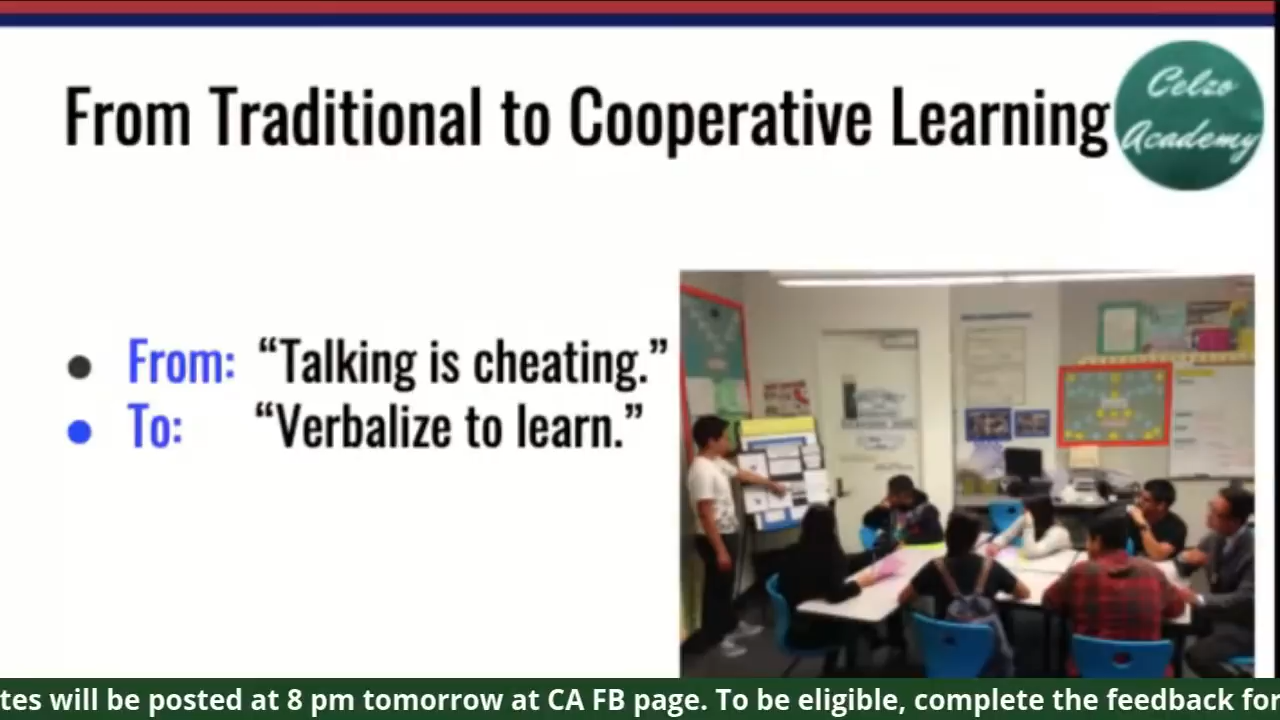 From Traditional to Cooperative Learning
Celzo
Academy
● From: “Talking is cheating.”
● To: “Verbalize to learn.”
tes will be posted at 8 pm tomorrow at CA FB page. To be eligible, complete the feedback for